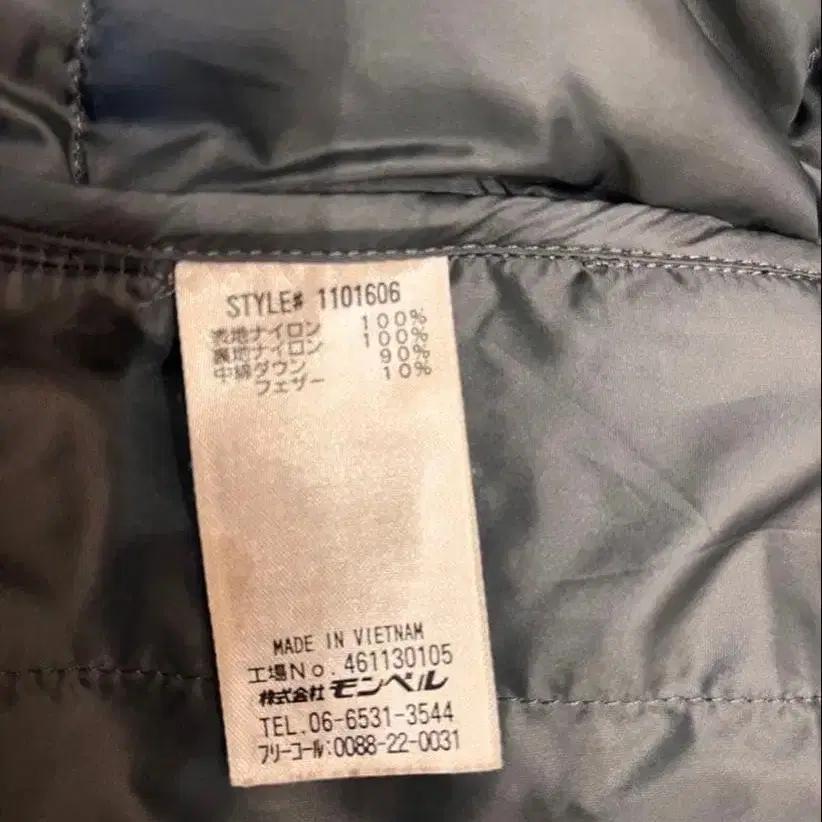 STYLE# 1101606
表地ナイロン 100%
裏地ナイロン 100%
中綿ダウン 90%
フェザー 10%
MADE IN VIETNAM
工場No.461130105
株式会社モンベル
TEL.06-6531-3544
フリーコール:0088-22-0031